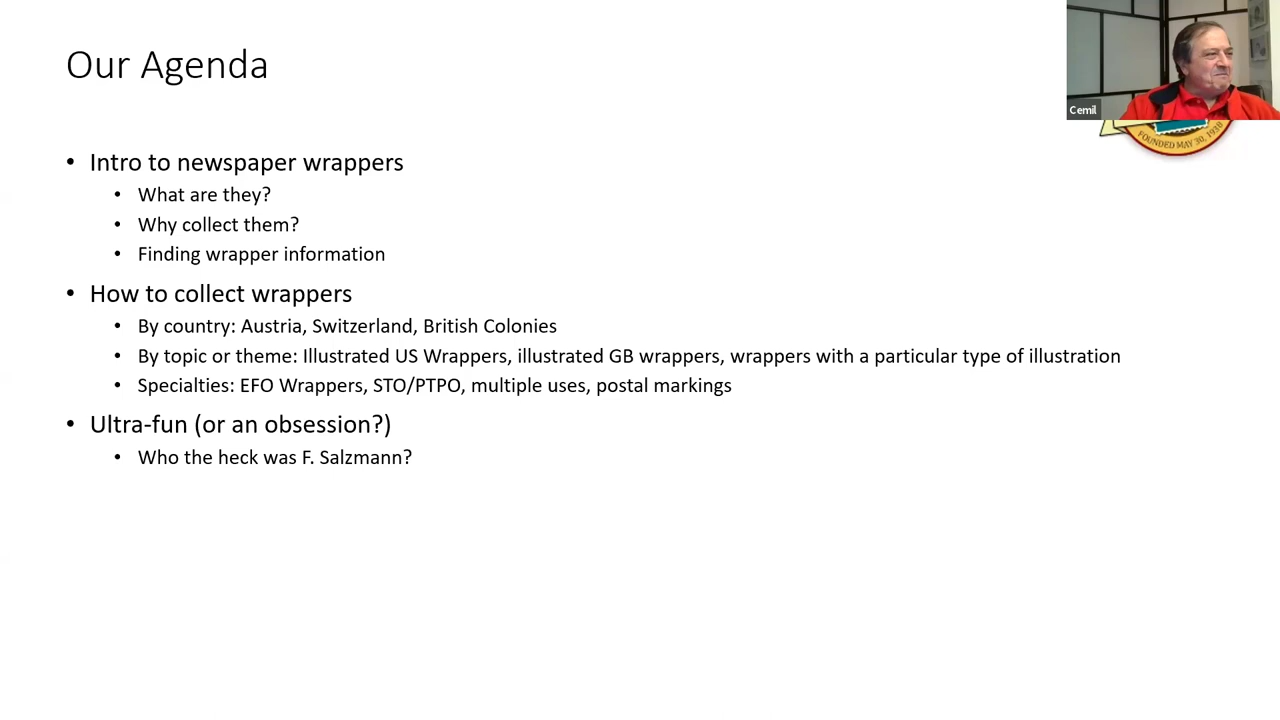 Our Agenda
Cemil
FOUNDED MAY 30, 1938
• Intro to newspaper wrappers
• What are they?
• Why collect them?
• Finding wrapper information
• How to collect wrappers
• By country: Austria, Switzerland, British Colonies
• By topic or theme: Illustrated US Wrappers, illustrated GB wrappers, wrappers with a particular type of illustration
• Specialties: EFO Wrappers, STO/PTPO, multiple uses, postal markings
• Ultra-fun (or an obsession?)
• Who the heck was F. Salzmann?